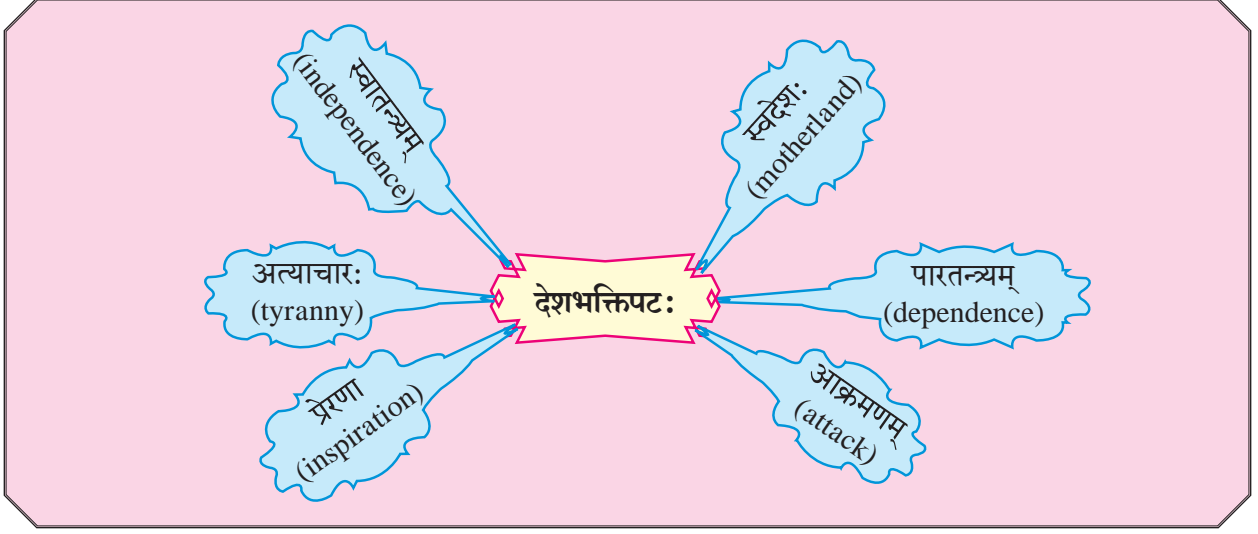 स्वातन्त्र्यम्
(independence)
स्वदेशः
(motherland)
अत्याचारः
(tyranny)
देशभक्तिपटः
पारतन्त्र्यम्
(dependence)
प्रेरणा
(inspiration)
आक्रमणम्
(attack)